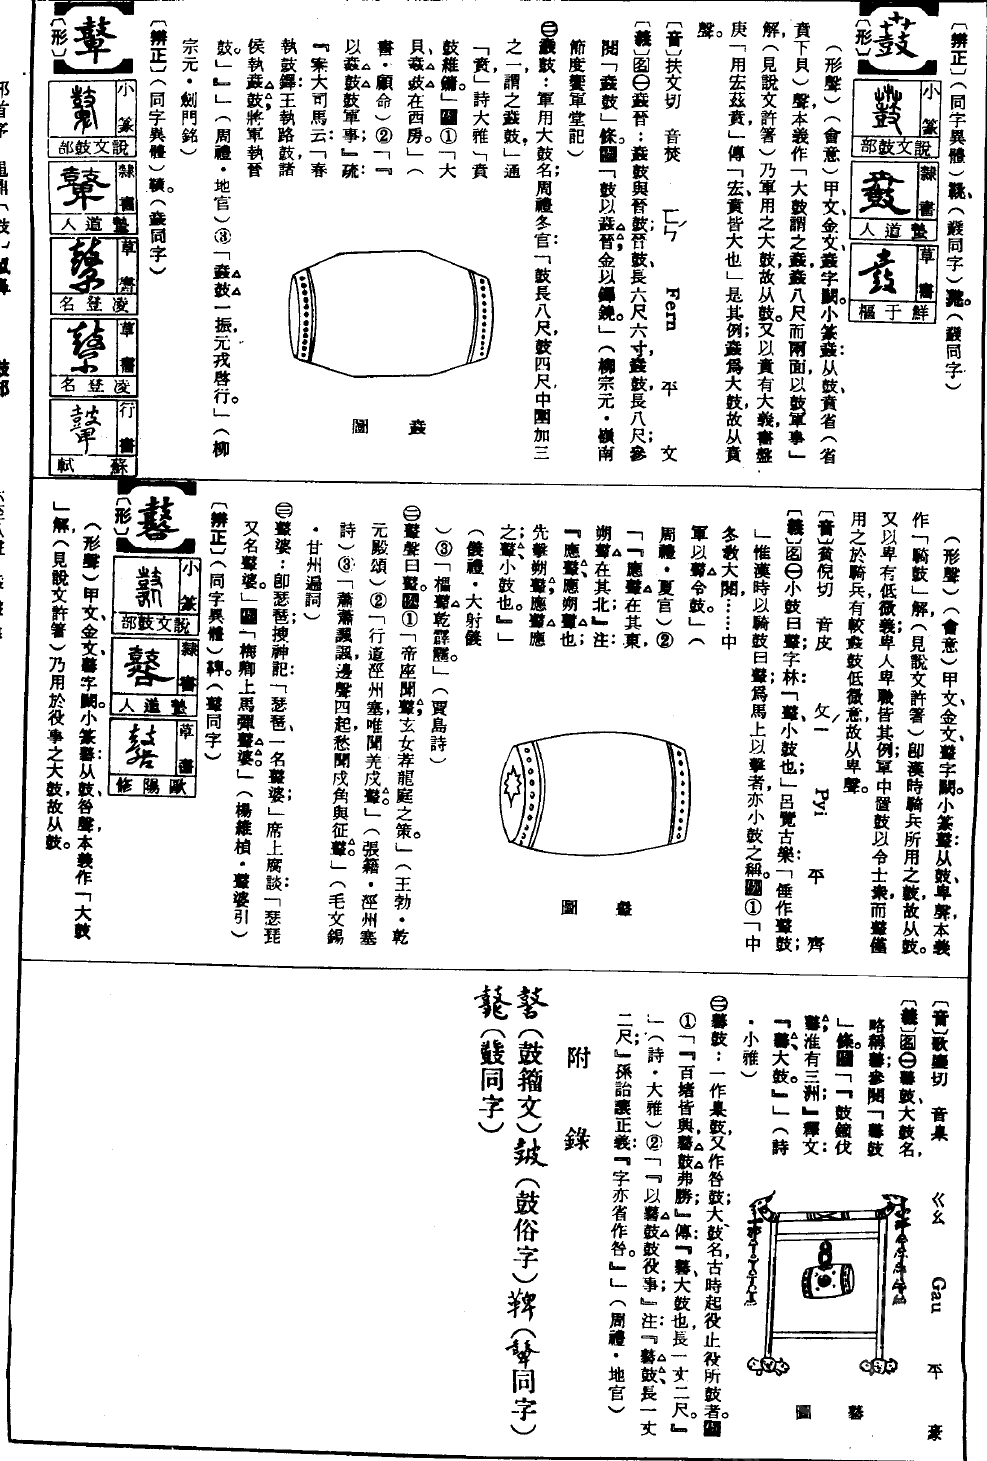 〔辨正〕(同字異體)(鼖同字)(鼖同字)
鼖
〔形〕
小篆
說文鼓部
隸書
蟄道人
草書
鮮于樞
(形聲)(會意)甲文、金文、鼖字闕。小篆鼖:从鼓、賁省(省
賁下貝)聲,本義作「大鼓謂之鼖,鼖八尺而兩面,以鼓軍事」
解(見說文許箸)乃軍用之大鼓,故从鼓。又以賁有大義,書盤
庚「用宏茲賁」傳「宏、賁皆大也」是其例;鼖爲大鼓,故从賁
聲。
〔音〕扶文切 音焚 ㄈㄣˊ Fern 平 文
〔義〕名㊀鼖晉:鼖鼓與晉鼓,晉鼓長六尺六寸,鼖鼓長八尺;參
閱「鼖鼓」條。「鼓以鼖晉,金以鐲鐃。」(柳宗元・嶺南
節度饗軍堂記)
㊁鼖鼓:軍用大鼓名;周禮冬官「鼓長八尺,鼓四尺,中圍加三
之一,謂之鼖鼓」通
「賁」詩大雅「賁
鼓維鏞」①「大
貝、鼖鼓在西房。」(
書・顧命)②「『
以鼖鼓鼓軍事;』疏:
『案大司馬云:「春
執鼓鐸,王執路鼓,諸
侯執鼖鼓,將軍執晉
鼓。」』」(周禮・地官)③「鼖鼓一振,元戎啓行。」(柳
宗元・劍門銘)
鼖圖
〔辨正〕(同字異體)鞼。(鼖同字)
鼙
〔形〕
小篆
說文鼓部
隸書
蟄道人
草書
凌登名
草書
凌登名
行書
蘇軾
(形聲)(會意)甲文、金文、鼙字闕。小篆鼙:从鼓、卑聲,本義
作「騎鼓」解,(見說文許箸)卽漢時騎兵所用之鼓,故从鼓。
又以卑有低微義;卑人、卑職皆其例;軍中置鼓以令士衆,而鼙僅
用之於騎兵,有較鼖鼓低微意,故从卑聲。
〔音〕貧倪切 音皮 ㄆㄧˊ Pyi 平 齊
〔義〕名㊀小鼓曰鼙,字林「鼙、小鼓也」呂覽古樂:「倕作鼙鼓;
」惟漢時以騎鼓曰鼙,爲馬上以擊者,亦小鼓之稱。①「中
冬敎大閱……中
軍以鼙令鼓。」(
周禮・夏官)②
「『應鼙在其東,
朔鼙在其北;』注:
『應鼙、應朔鼙也;
先擊朔鼙,應鼙應
之;鼙、小鼓也。』」
(儀禮・大射儀
)③「樞鼙乾譯罷。」(賈島詩)
㊁鼙聲曰鼙。①「帝座聞鼙,玄女荐龍庭之策。」(王勃・乾
元殿頌)②「行道涇州塞,唯聞羌戍鼙。」(張籍・涇州塞
詩)③「蕭蕭颯颯邊聲四起,愁聞戍角與征鼙。」(毛文錫
・甘州遍詞)
㊂鼙婆:卽琵琶,搜神記:「琵琶、一名鼙婆;」席上腐談:「琵琶
又名鼙婆。「梅卿上馬彈鼙婆。」(楊維楨・鼙婆引)
鼙圖
〔辨正〕(同字異體)鞞。(鼙同字)
鼛
〔形〕
小篆
說文鼓部
隸書
蟄道人
草書
歐陽修
(形聲)甲文、金文、鼛字闕。小篆鼛:从鼓、咎聲,本義作「大鼓
」解,(見說文許箸)乃用於役事之大鼓,故从鼓。
〔音〕歌鏖切 音皋 ㄍㄠ Gau 平 豪
〔義〕名㊀鼛鼓、大鼓名,
略稱鼛;參閱「鼛鼓
」條。「『鼓鐘伐
鼛,淮有三洲;』釋文:
『鼛、大鼓。』」(詩
・小雅)
㊁鼛鼓:一作皋鼓,又作咎鼓;大鼓名,古時起役止役所鼓者。
①「『百堵皆興,鼛鼓弗勝;』傳:『鼛、大鼓也,長一丈二尺。』
」(詩・大雅)②「『以鼛鼓鼓役事;』注『鼛鼓、長一丈
二尺;』孫詒讓正義:『字亦省作咎。』」(周禮・地官)
鼛圖
附錄
(鼓籀文)皷(鼓俗字)鞞(鼙同字)
(鼖同字)